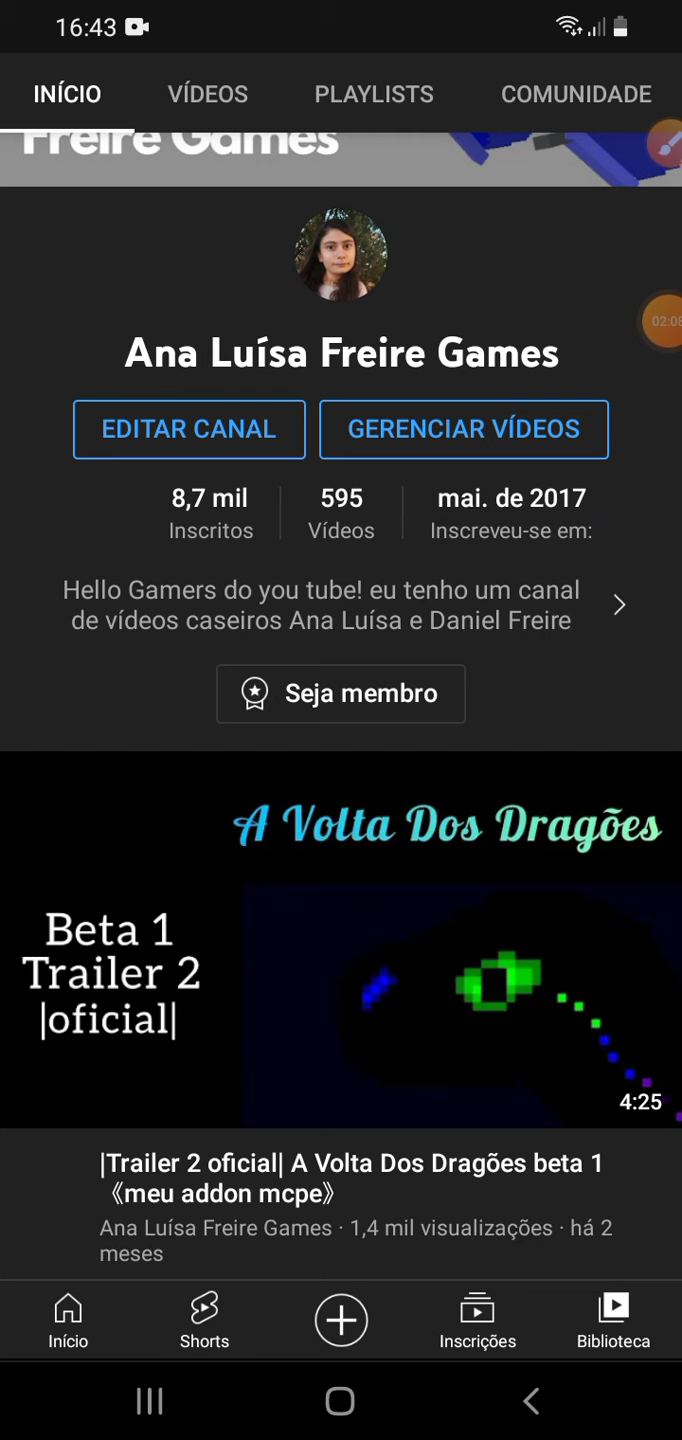 16:43
INÍCIO VÍDEOS PLAYLISTS COMUNIDADE
Freire Games
02:08
Ana Luísa Freire Games
EDITAR CANAL GERENCIAR VÍDEOS
8,7 mil 595 mai. de 2017
Inscritos Vídeos Inscreveu-se em:
Hello Gamers do you tube! eu tenho um canal
de vídeos caseiros Ana Luísa e Daniel Freire
Seja membro
A Volta Dos Dragões
Beta 1
Trailer 2
|oficial|
4:25
|Trailer 2 oficial| A Volta Dos Dragões beta 1
《meu addon mcpe》
Ana Luísa Freire Games · 1,4 mil visualizações · há 2
meses
Início Shorts Inscrições Biblioteca